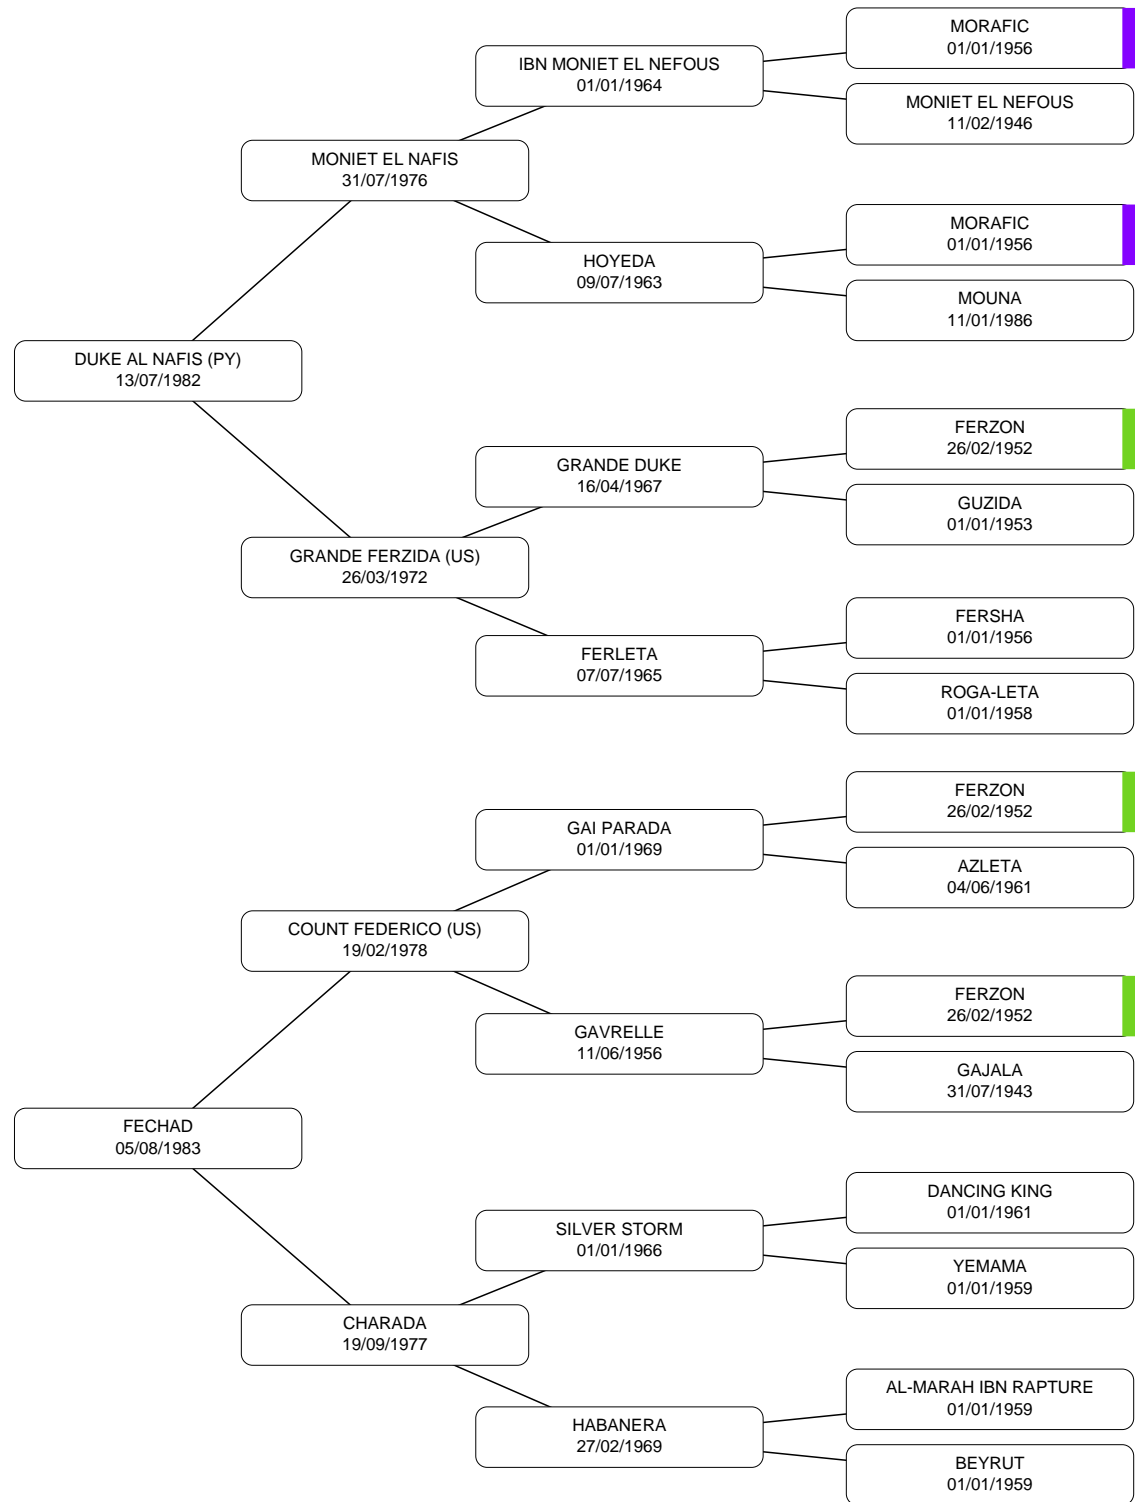 MORAFIC
01/01/1956
IBN MONIET EL NEFOUS
01/01/1964
MONIET EL NEFOUS
11/02/1946
MONIET EL NAFIS
31/07/1976
MORAFIC
01/01/1956
HOYEDA
09/07/1963
MOUNA
11/01/1986
DUKE AL NAFIS (PY)
13/07/1982
FERZON
26/02/1952
GRANDE DUKE
16/04/1967
GUZIDA
01/01/1953
GRANDE FERZIDA (US)
26/03/1972
FERSHA
01/01/1956
FERLETA
07/07/1965
ROGA-LETA
01/01/1958
FERZON
26/02/1952
GAI PARADA
01/01/1969
AZLETA
04/06/1961
COUNT FEDERICO (US)
19/02/1978
FERZON
26/02/1952
GAVRELLE
11/06/1956
GAJALA
31/07/1943
FECHAD
05/08/1983
DANCING KING
01/01/1961
SILVER STORM
01/01/1966
YEMAMA
01/01/1959
CHARADA
19/09/1977
AL-MARAH IBN RAPTURE
01/01/1959
HABANERA
27/02/1969
BEYRUT
01/01/1959